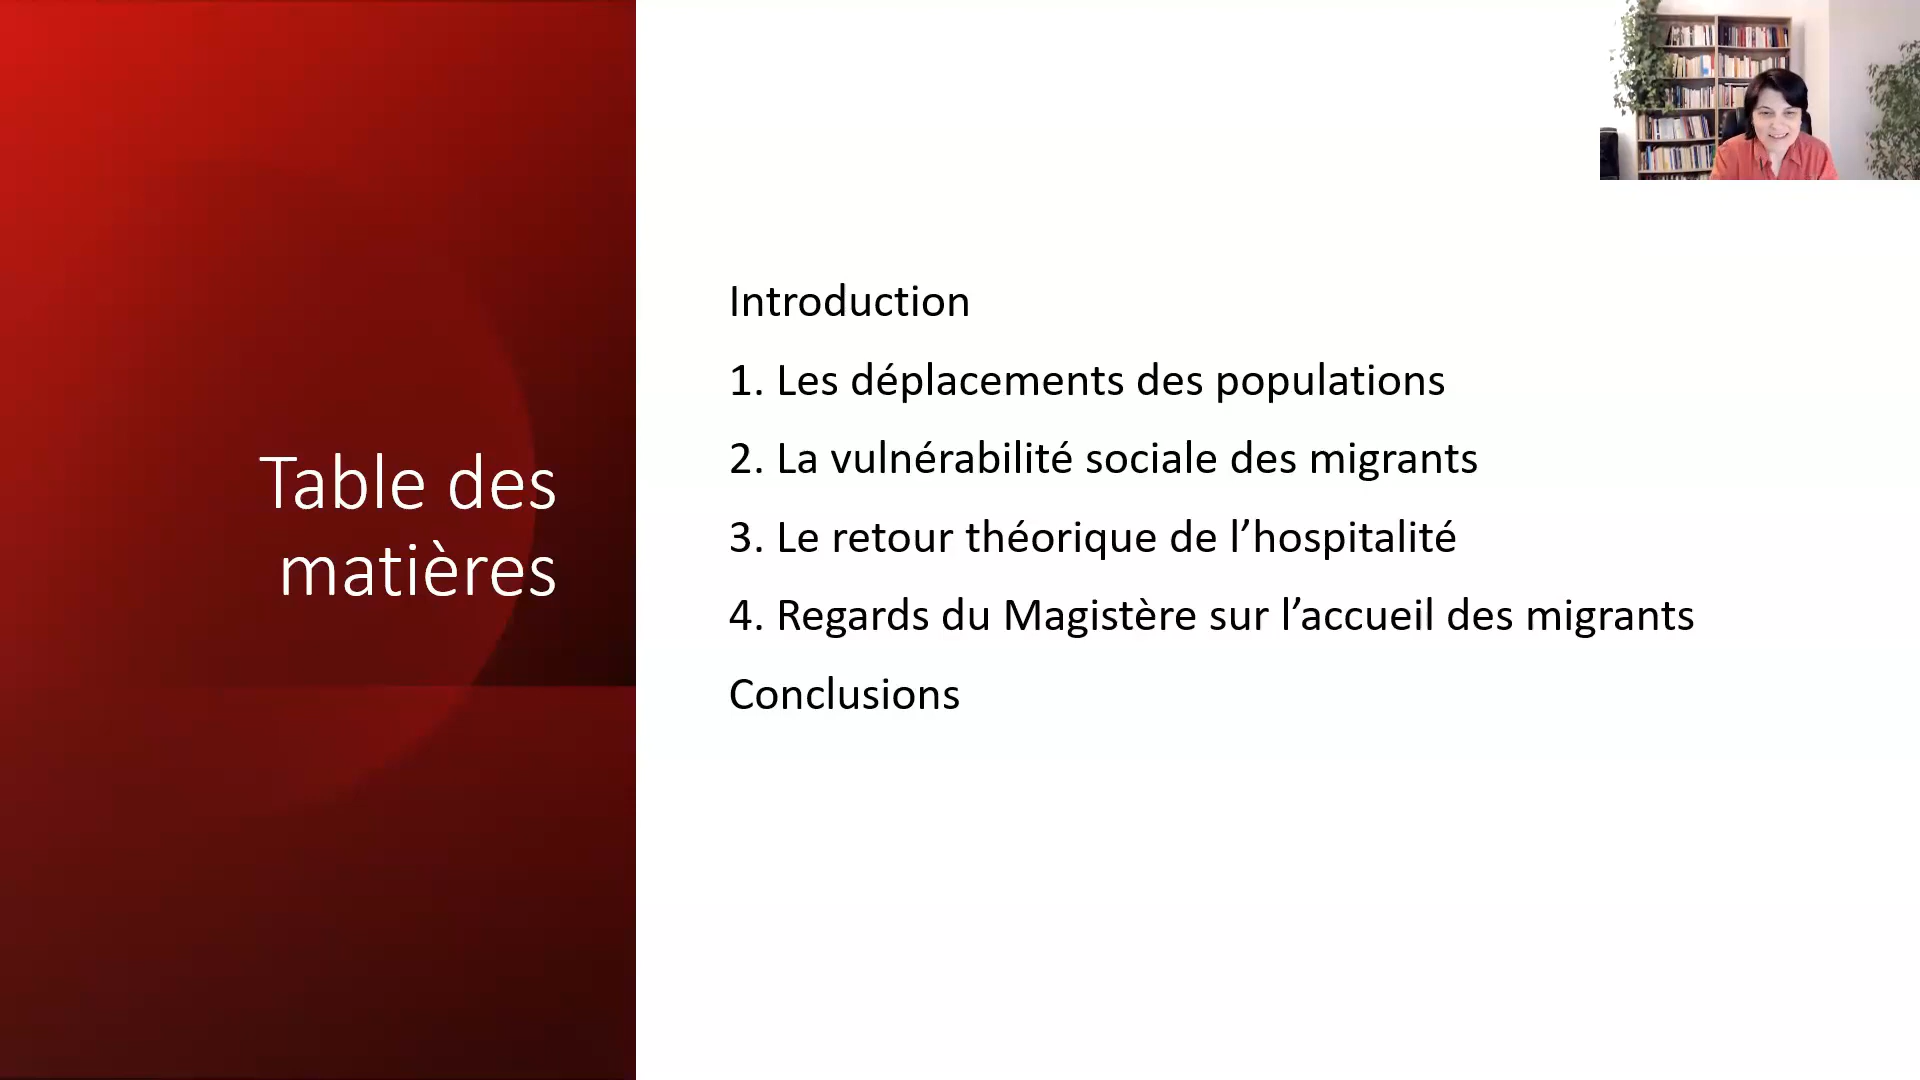 Table des
matières
Introduction
1. Les déplacements des populations
2. La vulnérabilité sociale des migrants
3. Le retour théorique de l’hospitalité
4. Regards du Magistère sur l’accueil des migrants
Conclusions